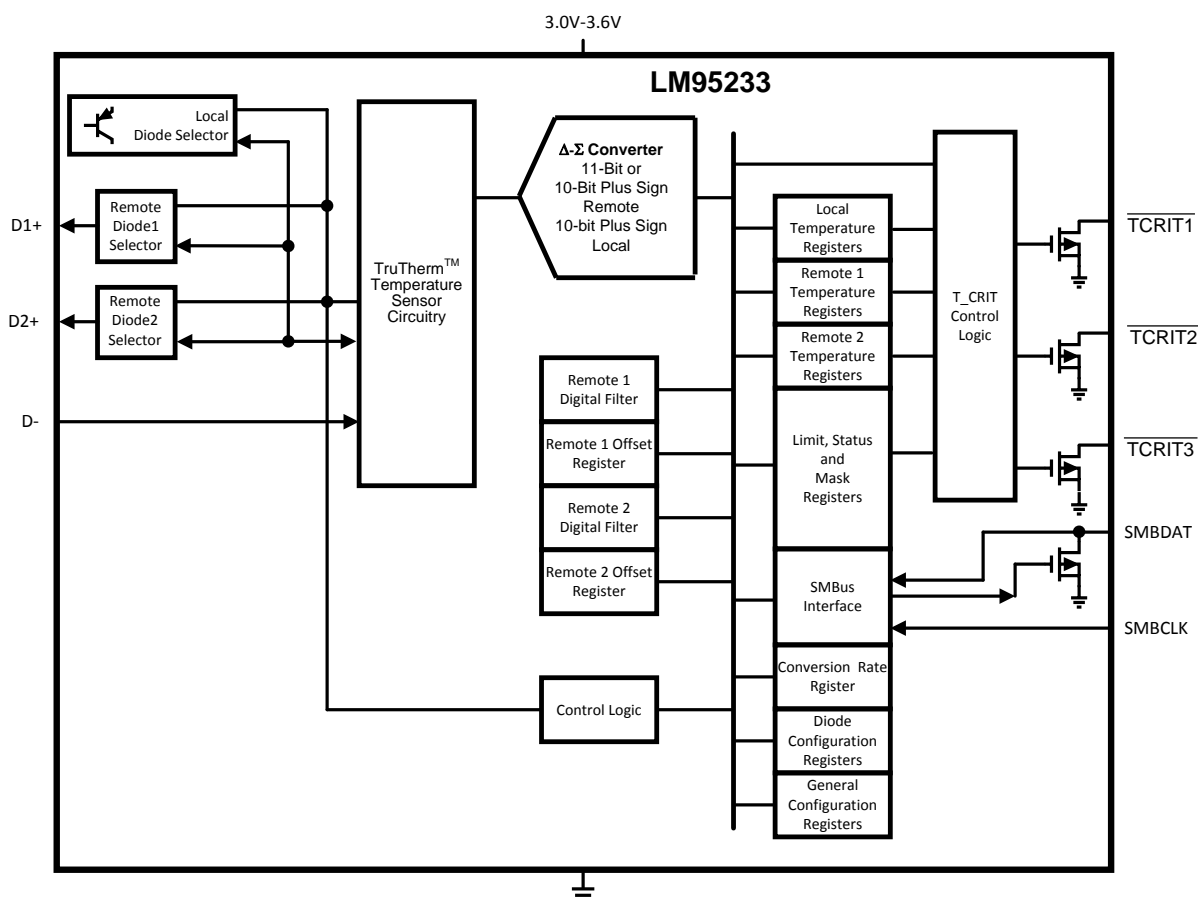 3.0V-3.6V
LM95233
Local
Diode Selector
Remote
Diode1
Selector
Remote
Diode2
Selector
D1+
D2+
D-
TruTherm™
Temperature
Sensor
Circuitry
Δ-Σ Converter
11-Bit or
10-Bit Plus Sign
Remote
10-bit Plus Sign
Local
Remote 1
Digital Filter
Remote 1 Offset
Register
Remote 2
Digital Filter
Remote 2 Offset
Register
Control Logic
Local
Temperature
Registers
Remote 1
Temperature
Registers
Remote 2
Temperature
Registers
Limit, Status
and
Mask
Registers
SMBus
Interface
Conversion Rate
Rgister
Diode
Configuration
Registers
General
Configuration
Registers
T_CRIT
Control
Logic
TCRIT1
TCRIT2
TCRIT3
SMBDAT
SMBCLK